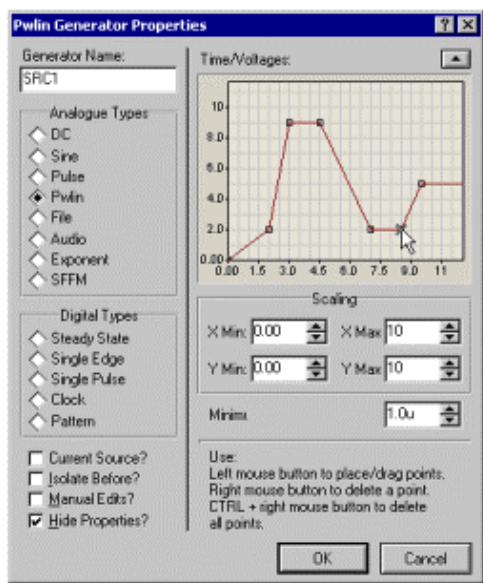 Pwlin Generator Properties
Generator Name:
SRC1
Analogue Types
DC
Sine
Pulse
Pwlin
File
Audio
Exponent
SFFM
Digital Types
Steady State
Single Edge
Single Pulse
Clock
Pattern
Current Source?
Isolate Before?
Manual Edits?
Hide Properties?
Time/Voltages:
10
8.0
6.0
4.0
2.0
0.00
0.00 1.5 3.0 4.5 6.0 7.5 9.0 11
Scaling
X Min: 0.00 X Max 10
Y Min: 0.00 Y Max 10
Minimu 1.0u
Use:
Left mouse button to place/drag points.
Right mouse button to delete a point.
CTRL + right mouse button to delete
all points.
OK Cancel